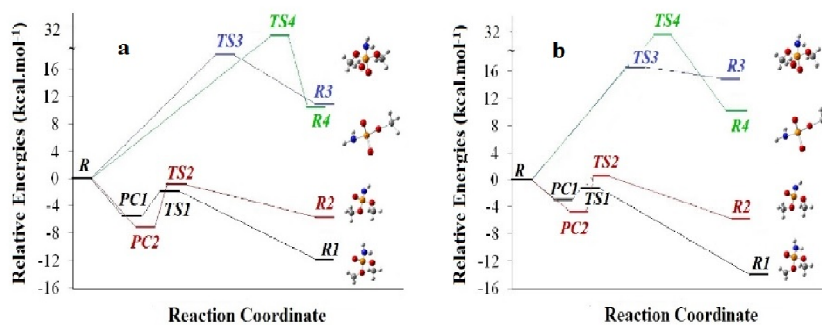 a
Relative Energies (kcal.mol⁻¹)
32
16
12
8
4
0
-4
-8
-12
-16
R
TS4
TS3
R3
R4
PC1
TS2
TS1
PC2
R2
R1
Reaction Coordinate
b
Relative Energies (kcal.mol⁻¹)
32
16
12
8
4
0
-4
-8
-12
-16
R
TS4
TS3
R3
R4
TS2
PC1
TS1
PC2
R2
R1
Reaction Coordinate